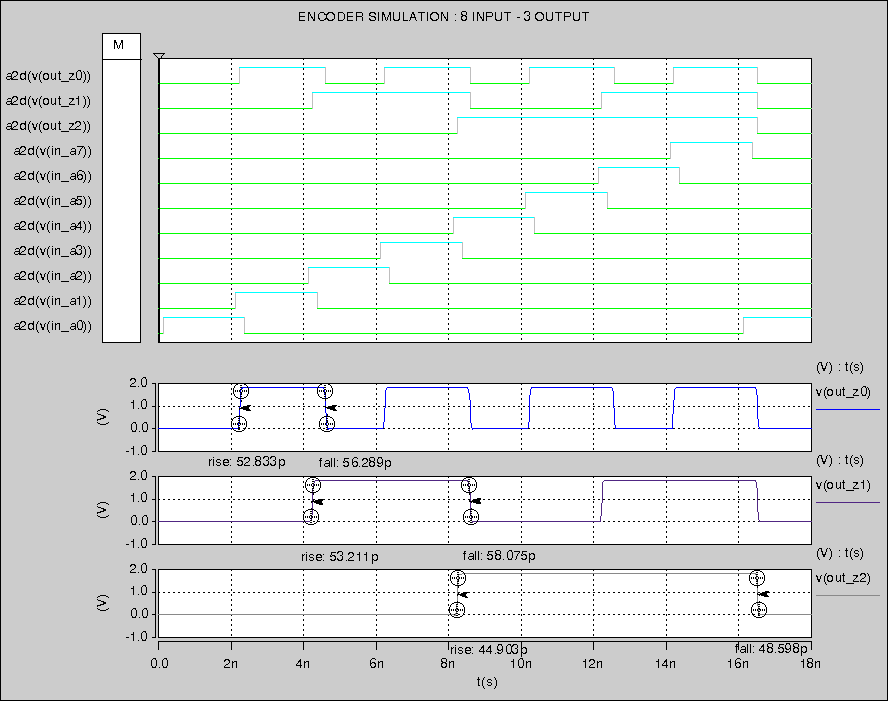 ENCODER SIMULATION : 8 INPUT - 3 OUTPUT
M
a2d(v(out_z0))
a2d(v(out_z1))
a2d(v(out_z2))
a2d(v(in_a7))
a2d(v(in_a6))
a2d(v(in_a5))
a2d(v(in_a4))
a2d(v(in_a3))
a2d(v(in_a2))
a2d(v(in_a1))
a2d(v(in_a0))
(V) : t(s)
v(out_z0)
2.0
1.0
0.0
-1.0
(V)
rise: 52.833p fall: 56.289p
(V) : t(s)
v(out_z1)
2.0
1.0
0.0
-1.0
(V)
rise: 53.211p fall: 58.075p
(V) : t(s)
v(out_z2)
2.0
1.0
0.0
-1.0
(V)
rise: 44.903p fall: 48.598p
0.0 2n 4n 6n 8n 10n 12n 14n 16n 18n
t(s)